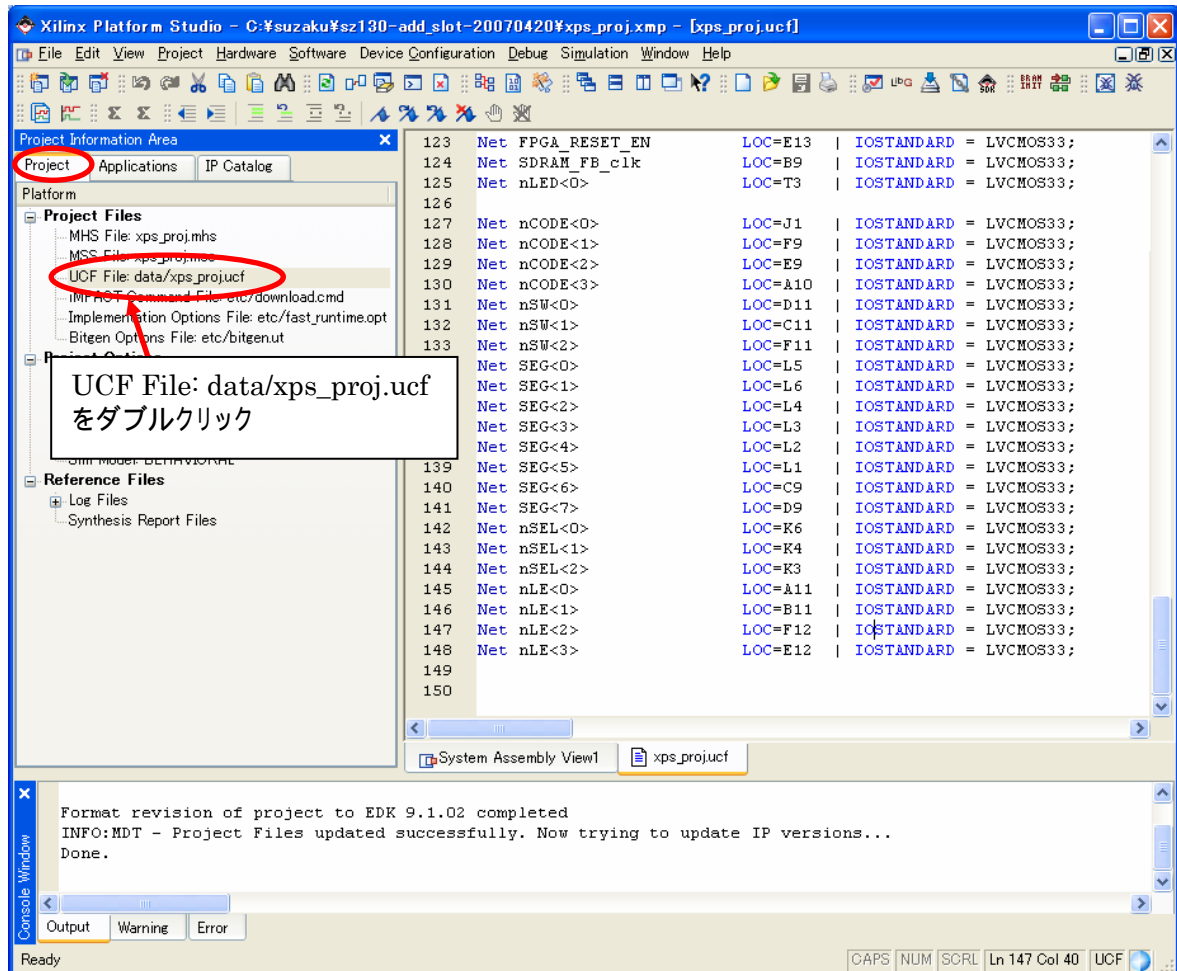 Xilinx Platform Studio - C:¥suzaku¥sz130-add_slot-20070420¥xps_proj.xmp - [xps_proj.ucf]
File Edit View Project Hardware Software Device Configuration Debug Simulation Window Help
Project Information Area
Project Applications IP Catalog
Platform
Project Files
MHS File: xps_proj.mhs
MSS File: xps_proj.mss
UCF File: data/xps_proj.ucf
iMPACT Command File: etc/download.cmd
Implementation Options File: etc/fast_runtime.opt
Bitgen Options File: etc/bitgen.ut
Project Options
UCF File: data/xps_proj.ucf
をダブルクリック
Sim Model: BEHAVIORAL
Reference Files
Log Files
Synthesis Report Files
123 Net FPGA_RESET_EN LOC=E13 | IOSTANDARD = LVCMOS33;
124 Net SDRAM_FB_clk LOC=B9 | IOSTANDARD = LVCMOS33;
125 Net nLED<0> LOC=T3 | IOSTANDARD = LVCMOS33;
126
127 Net nCODE<0> LOC=J1 | IOSTANDARD = LVCMOS33;
128 Net nCODE<1> LOC=F9 | IOSTANDARD = LVCMOS33;
129 Net nCODE<2> LOC=E9 | IOSTANDARD = LVCMOS33;
130 Net nCODE<3> LOC=A10 | IOSTANDARD = LVCMOS33;
131 Net nSW<0> LOC=D11 | IOSTANDARD = LVCMOS33;
132 Net nSW<1> LOC=C11 | IOSTANDARD = LVCMOS33;
133 Net nSW<2> LOC=F11 | IOSTANDARD = LVCMOS33;
Net SEG<0> LOC=L5 | IOSTANDARD = LVCMOS33;
Net SEG<1> LOC=L6 | IOSTANDARD = LVCMOS33;
Net SEG<2> LOC=L4 | IOSTANDARD = LVCMOS33;
Net SEG<3> LOC=L3 | IOSTANDARD = LVCMOS33;
Net SEG<4> LOC=L2 | IOSTANDARD = LVCMOS33;
139 Net SEG<5> LOC=L1 | IOSTANDARD = LVCMOS33;
140 Net SEG<6> LOC=C9 | IOSTANDARD = LVCMOS33;
141 Net SEG<7> LOC=D9 | IOSTANDARD = LVCMOS33;
142 Net nSEL<0> LOC=K6 | IOSTANDARD = LVCMOS33;
143 Net nSEL<1> LOC=K4 | IOSTANDARD = LVCMOS33;
144 Net nSEL<2> LOC=K3 | IOSTANDARD = LVCMOS33;
145 Net nLE<0> LOC=A11 | IOSTANDARD = LVCMOS33;
146 Net nLE<1> LOC=B11 | IOSTANDARD = LVCMOS33;
147 Net nLE<2> LOC=F12 | IOSTANDARD = LVCMOS33;
148 Net nLE<3> LOC=E12 | IOSTANDARD = LVCMOS33;
149
150
System Assembly View1 xps_proj.ucf
Console Window
Format revision of project to EDK 9.1.02 completed
INFO:MDT - Project Files updated successfully. Now trying to update IP versions...
Done.
Output Warning Error
Ready CAPS NUM SCRL Ln 147 Col 40 UCF